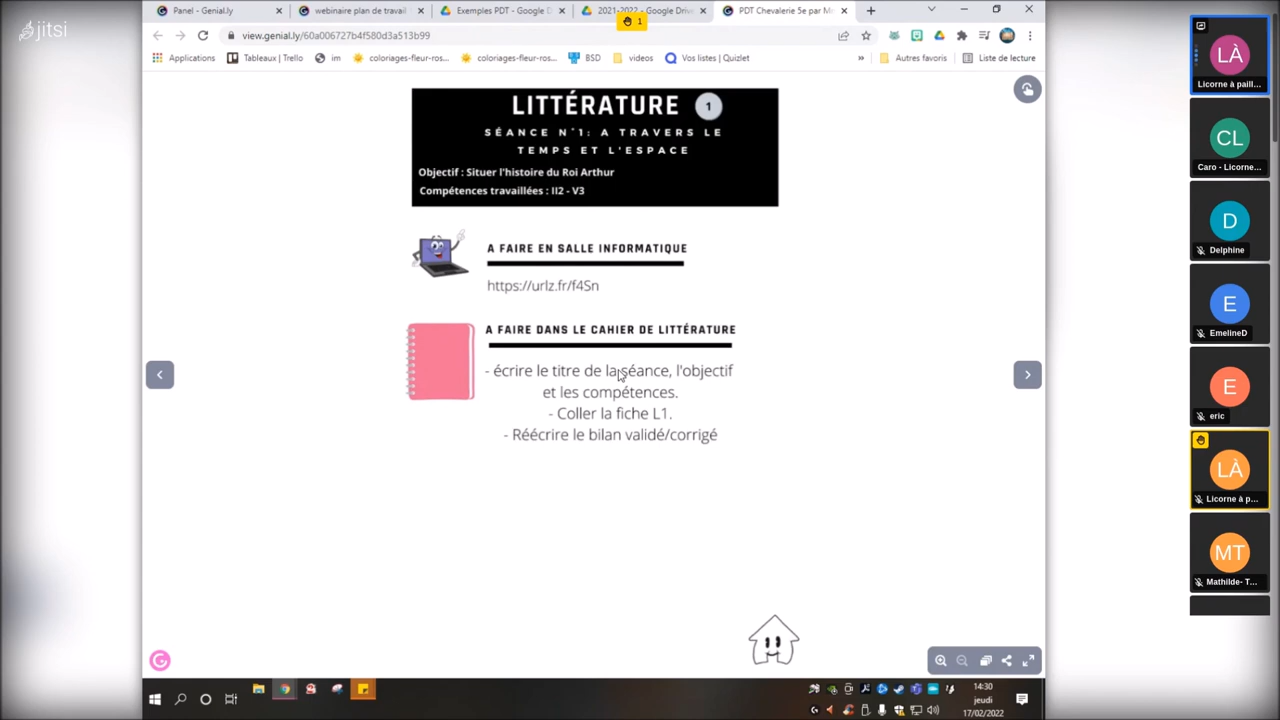 jitsi
Panel - Genial.ly
webinaire plan de travail
Exemples PDT - Google D
2021-2022 - Google Drive
PDT Chevalerie 5e par M
1
view.genial.ly/60a006727b4f580d3a513b99
Applications
Tableaux | Trello
im
coloriages-fleur-ros...
coloriages-fleur-ros...
BSD
videos
Vos listes | Quizlet
»
Autres favoris
Liste de lecture
LITTÉRATURE 1
SÉANCE N°1: A TRAVERS LE
TEMPS ET L'ESPACE
Objectif : Situer l'histoire du Roi Arthur
Compétences travaillées : II2 - V3
A FAIRE EN SALLE INFORMATIQUE
https://urlz.fr/f4Sn
A FAIRE DANS LE CAHIER DE LITTÉRATURE
- écrire le titre de la séance, l'objectif
et les compétences.
- Coller la fiche L1.
- Réécrire le bilan validé/corrigé
LÀ
Licorne à paill...
CL
Caro - Licorne...
D
Delphine
E
EmelineD
E
eric
LÀ
Licorne à p...
MT
Mathilde- T...
14:30
jeudi
17/02/2022